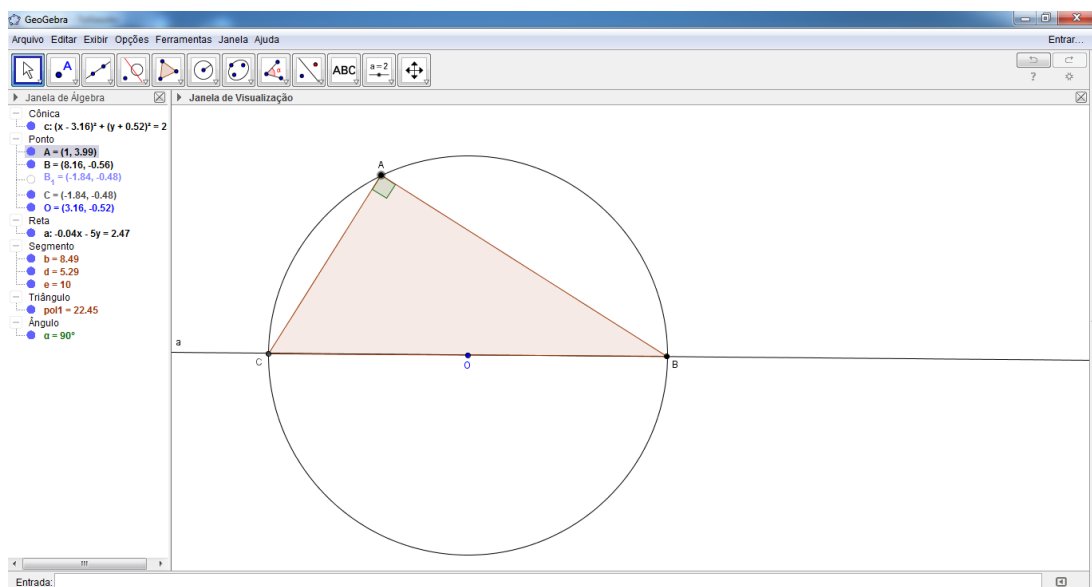 GeoGebra
Arquivo Editar Exibir Opções Ferramentas Janela Ajuda Entrar...
A ABC a=2 α
?
Janela de Álgebra
Janela de Visualização
Cônica
c: (x - 3.16)² + (y + 0.52)² = 2
Ponto
A = (1, 3.99)
B = (8.16, -0.56)
B₁ = (-1.84, -0.48)
C = (-1.84, -0.48)
O = (3.16, -0.52)
Reta
a: -0.04x - 5y = 2.47
Segmento
b = 8.49
d = 5.29
e = 10
Triângulo
pol1 = 22.45
Ângulo
α = 90°
A
a
C
O
B
Entrada: